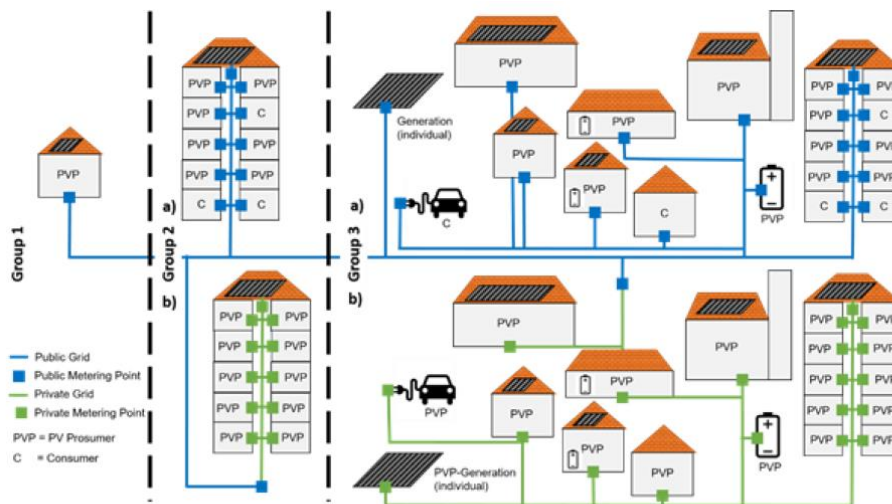 Group 1
PVP
Group 2
a)
PVP PVP
PVP C
PVP PVP
PVP PVP
C C
b)
PVP PVP
PVP PVP
PVP PVP
PVP PVP
PVP PVP
Group 3
a)
Generation
(individual)
PVP
PVP
PVP
PVP
C
C
PVP
PVP
PVP PVP
PVP C
PVP C
PVP PVP
C C
b)
PVP
PVP
PVP
PVP
PVP
PVP
PVP
PVP
PVP-Generation
(individual)
PVP PVP
PVP PVP
PVP PVP
PVP PVP
PVP PVP
Public Grid
Public Metering Point
Private Grid
Private Metering Point
PVP = PV Prosumer
C = Consumer